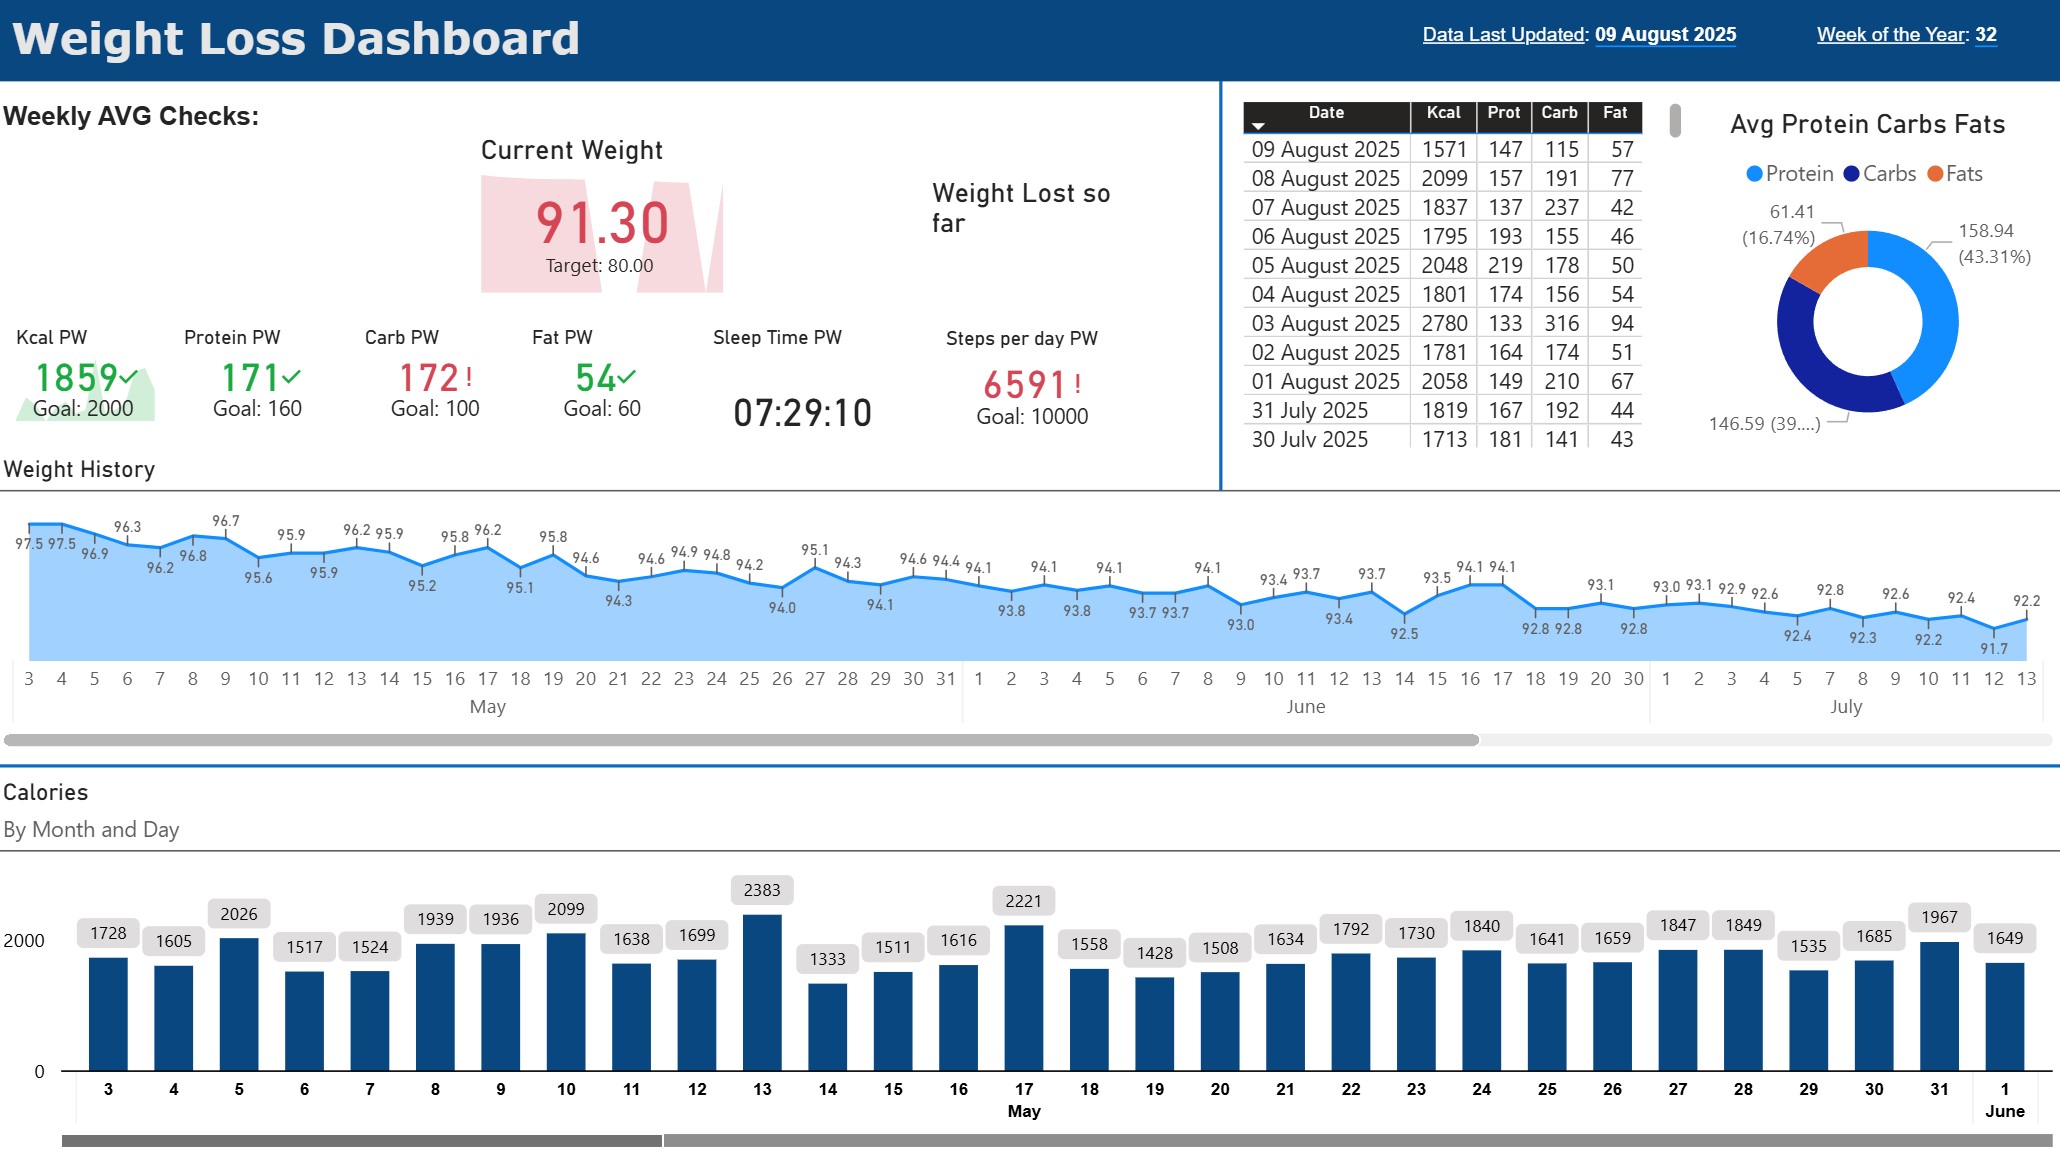 Weight Loss Dashboard
Data Last Updated: 09 August 2025
Week of the Year: 32
Weekly AVG Checks:
Current Weight
91.30
Target: 80.00
Weight Lost so
far
Kcal PW
1859
Goal: 2000
Protein PW
171
Goal: 160
Carb PW
172 !
Goal: 100
Fat PW
54
Goal: 60
Sleep Time PW
07:29:10
Steps per day PW
6591 !
Goal: 10000
Date Kcal Prot Carb Fat
09 August 2025 1571 147 115 57
08 August 2025 2099 157 191 77
07 August 2025 1837 137 237 42
06 August 2025 1795 193 155 46
05 August 2025 2048 219 178 50
04 August 2025 1801 174 156 54
03 August 2025 2780 133 316 94
02 August 2025 1781 164 174 51
01 August 2025 2058 149 210 67
31 July 2025 1819 167 192 44
30 July 2025 1713 181 141 43
Avg Protein Carbs Fats
Protein Carbs Fats
61.41
(16.74%)
158.94
(43.31%)
146.59 (39....)
Weight History
97.5 97.5 96.9 96.3 96.2 96.8 96.7 95.6 95.9 95.9 96.2 95.9 95.2 95.8 96.2 95.1 95.8 94.6 94.3 94.6 94.9 94.8 94.2 94.0 95.1 94.3 94.1 94.6 94.4 94.1 93.8 94.1 93.8 94.1 93.7 93.7 94.1 93.0 93.4 93.7 93.4 93.7 92.5 93.5 94.1 94.1 92.8 92.8 93.1 92.8 93.0 93.1 92.9 92.6 92.4 92.8 92.3 92.6 92.2 92.4 91.7 92.2
3 4 5 6 7 8 9 10 11 12 13 14 15 16 17 18 19 20 21 22 23 24 25 26 27 28 29 30 31 1 2 3 4 5 6 7 8 9 10 11 12 13 14 15 16 17 18 19 20 30 1 2 3 4 5 7 8 9 10 11 12 13
May June July
Calories
By Month and Day
2000
0
1728 1605 2026 1517 1524 1939 1936 2099 1638 1699 2383 1333 1511 1616 2221 1558 1428 1508 1634 1792 1730 1840 1641 1659 1847 1849 1535 1685 1967 1649
3 4 5 6 7 8 9 10 11 12 13 14 15 16 17 18 19 20 21 22 23 24 25 26 27 28 29 30 31 1
May June